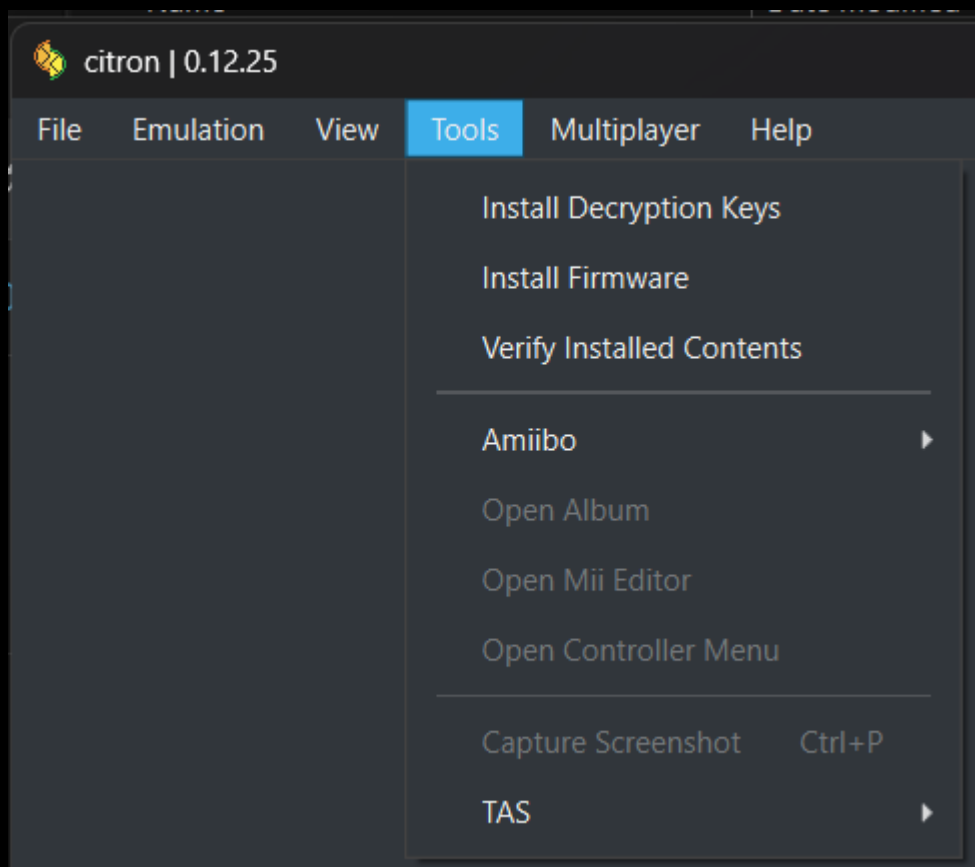 citron | 0.12.25
File Emulation View Tools Multiplayer Help
Install Decryption Keys
Install Firmware
Verify Installed Contents
Amiibo
Open Album
Open Mii Editor
Open Controller Menu
Capture Screenshot Ctrl+P
TAS